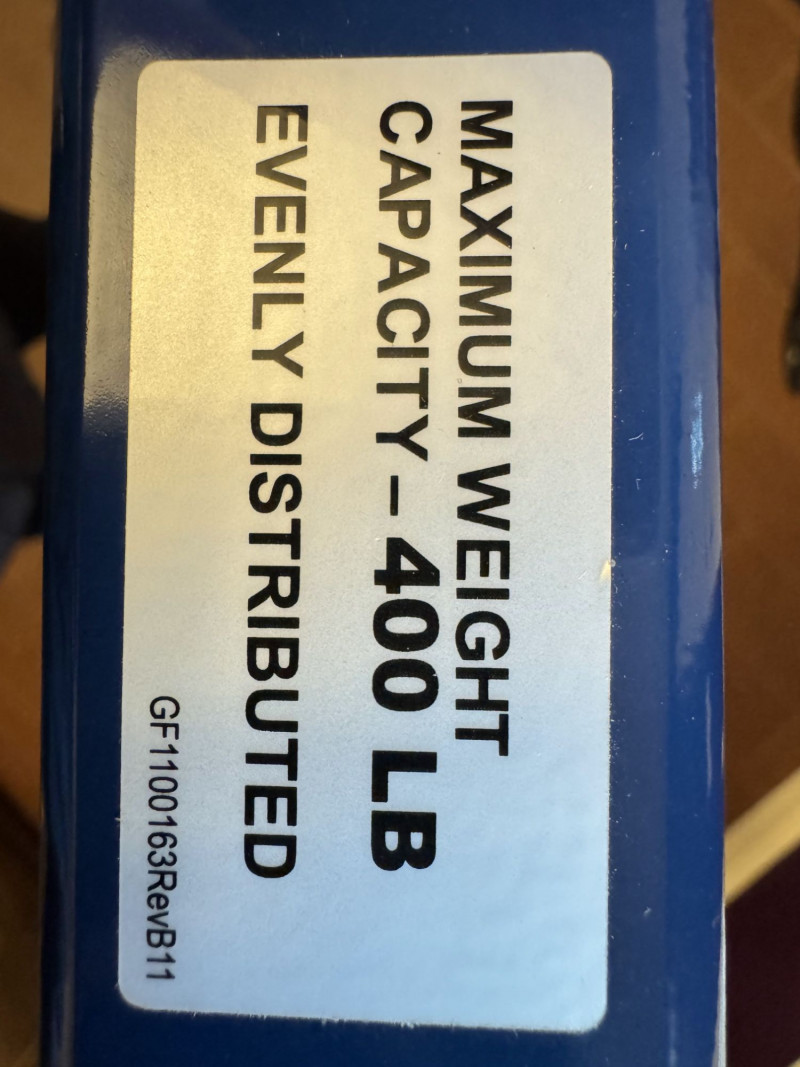 MAXIMUM WEIGHT
CAPACITY – 400 LB
EVENLY DISTRIBUTED
GF1100163RevB11